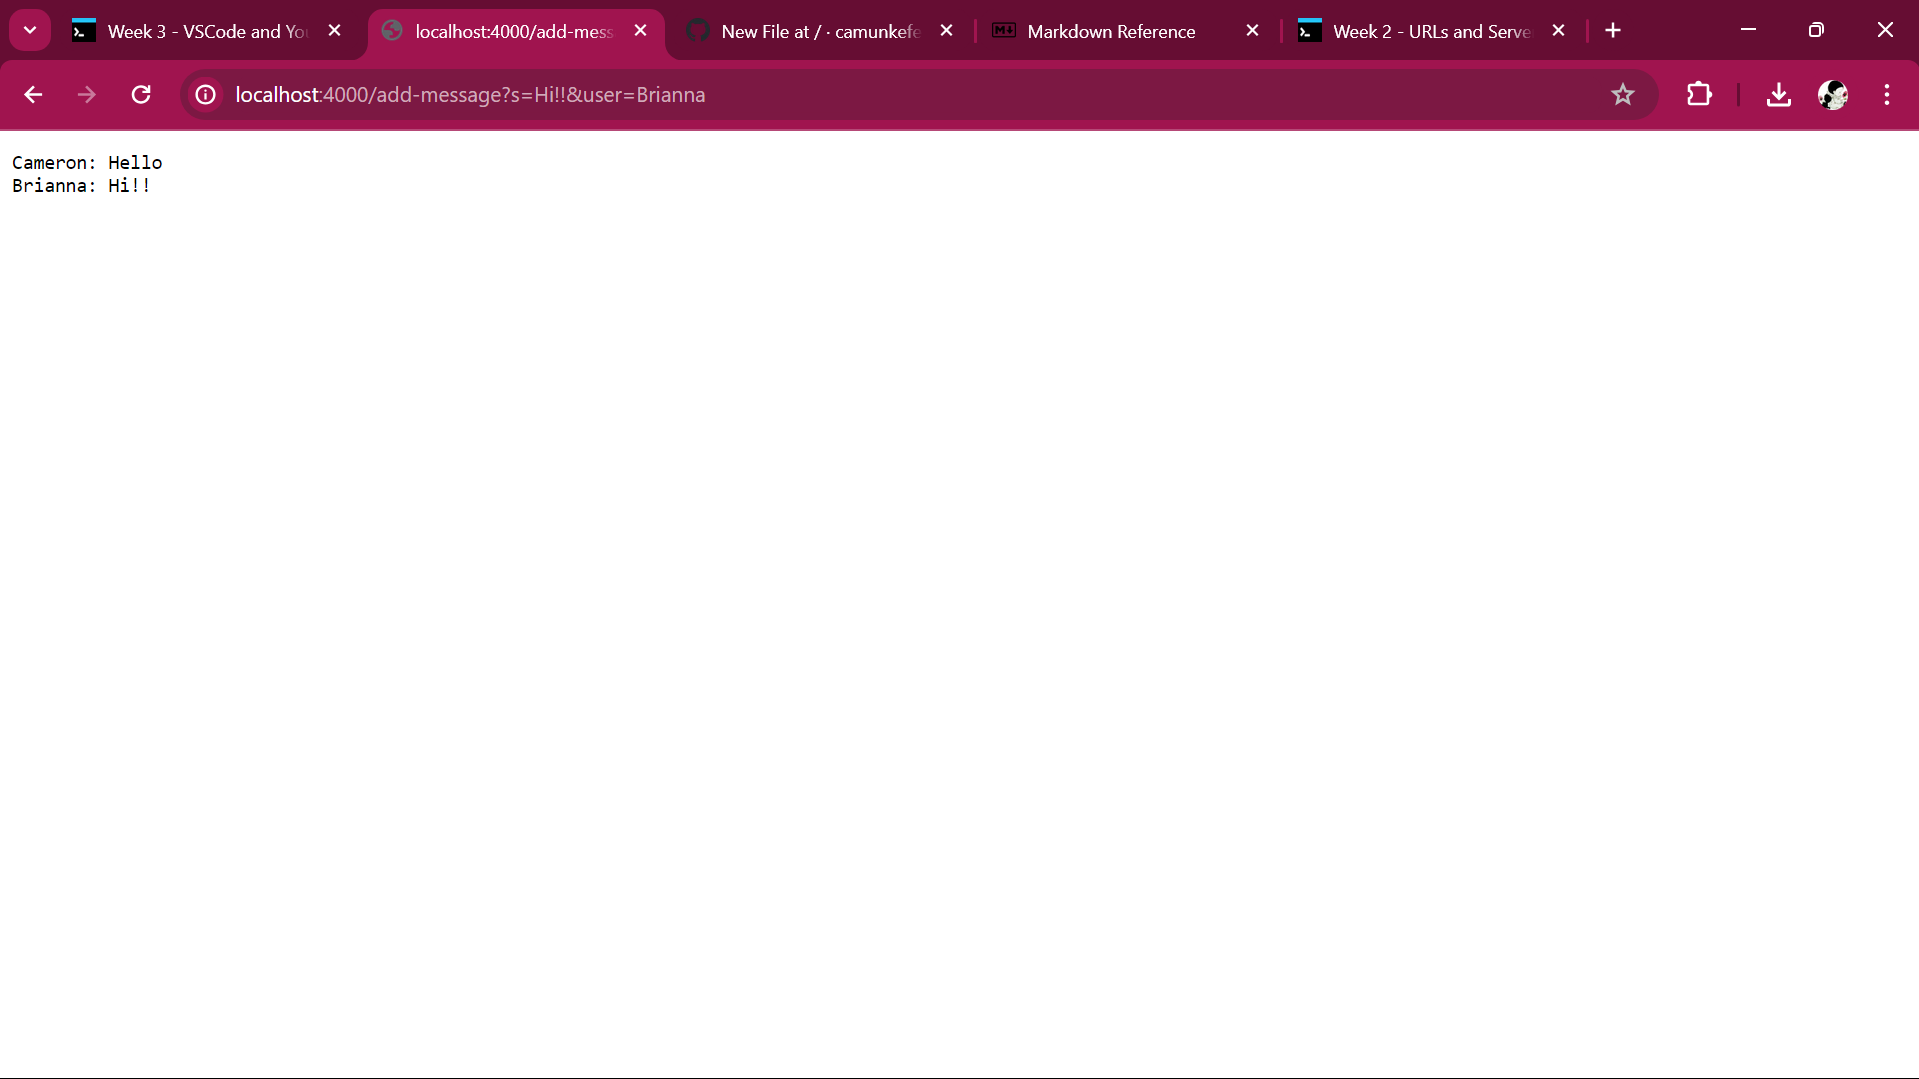 Week 3 - VSCode and You
localhost:4000/add-mess
New File at / · camunkefe
Markdown Reference
Week 2 - URLs and Serve
localhost:4000/add-message?s=Hi!!&user=Brianna
Cameron: Hello
Brianna: Hi!!